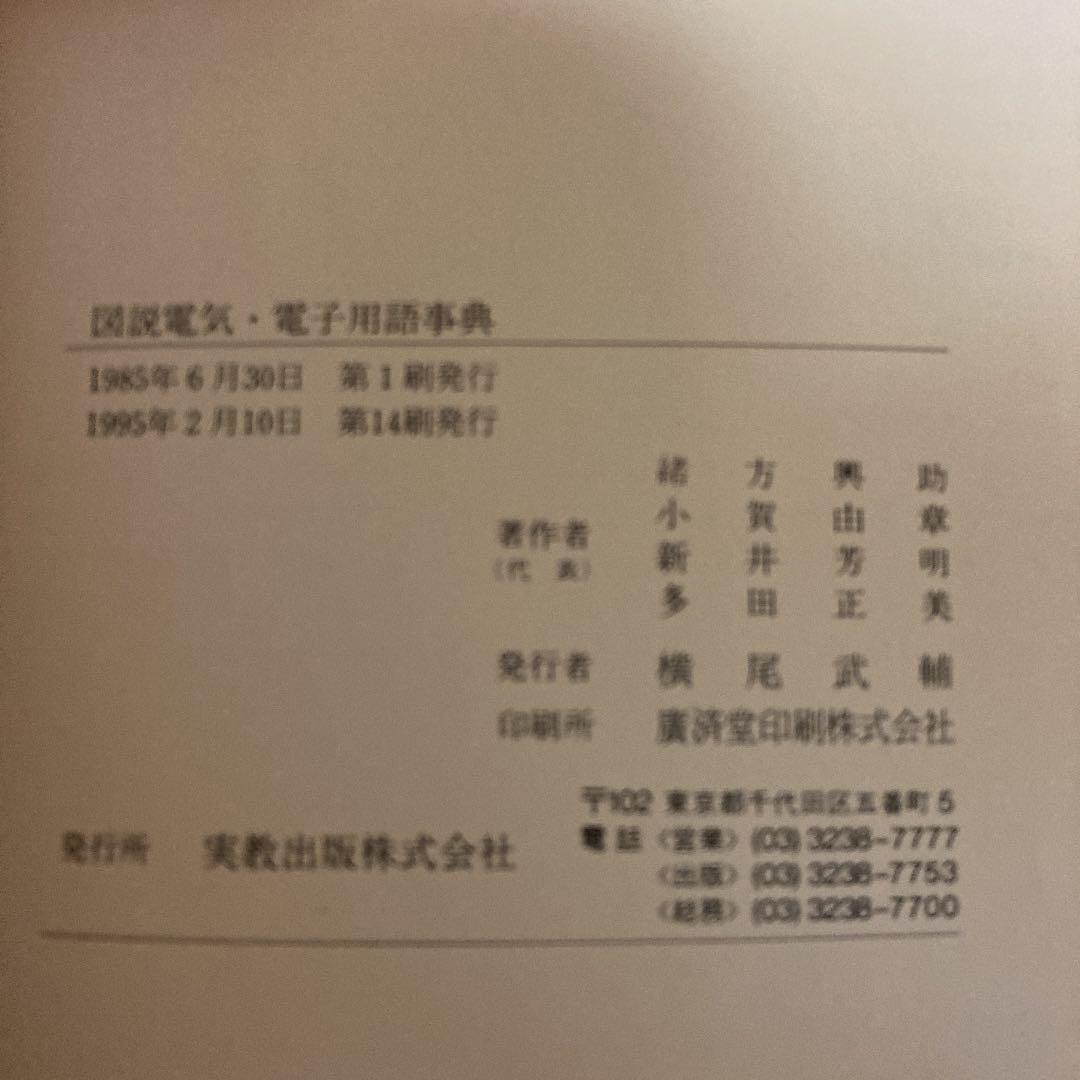 図説電気・電子用語事典
1985年6月30日 第1刷発行
1995年2月10日 第14刷発行
著作者
(代表)
緒方興助
小賀由章
新井芳明
多田正美
発行者 横尾武輔
印刷所 廣済堂印刷株式会社
発行所 実教出版株式会社
〒102 東京都千代田区五番町5
電話〈営業〉(03)3238-7777
〈出版〉(03)3238-7753
〈総務〉(03)3238-7700